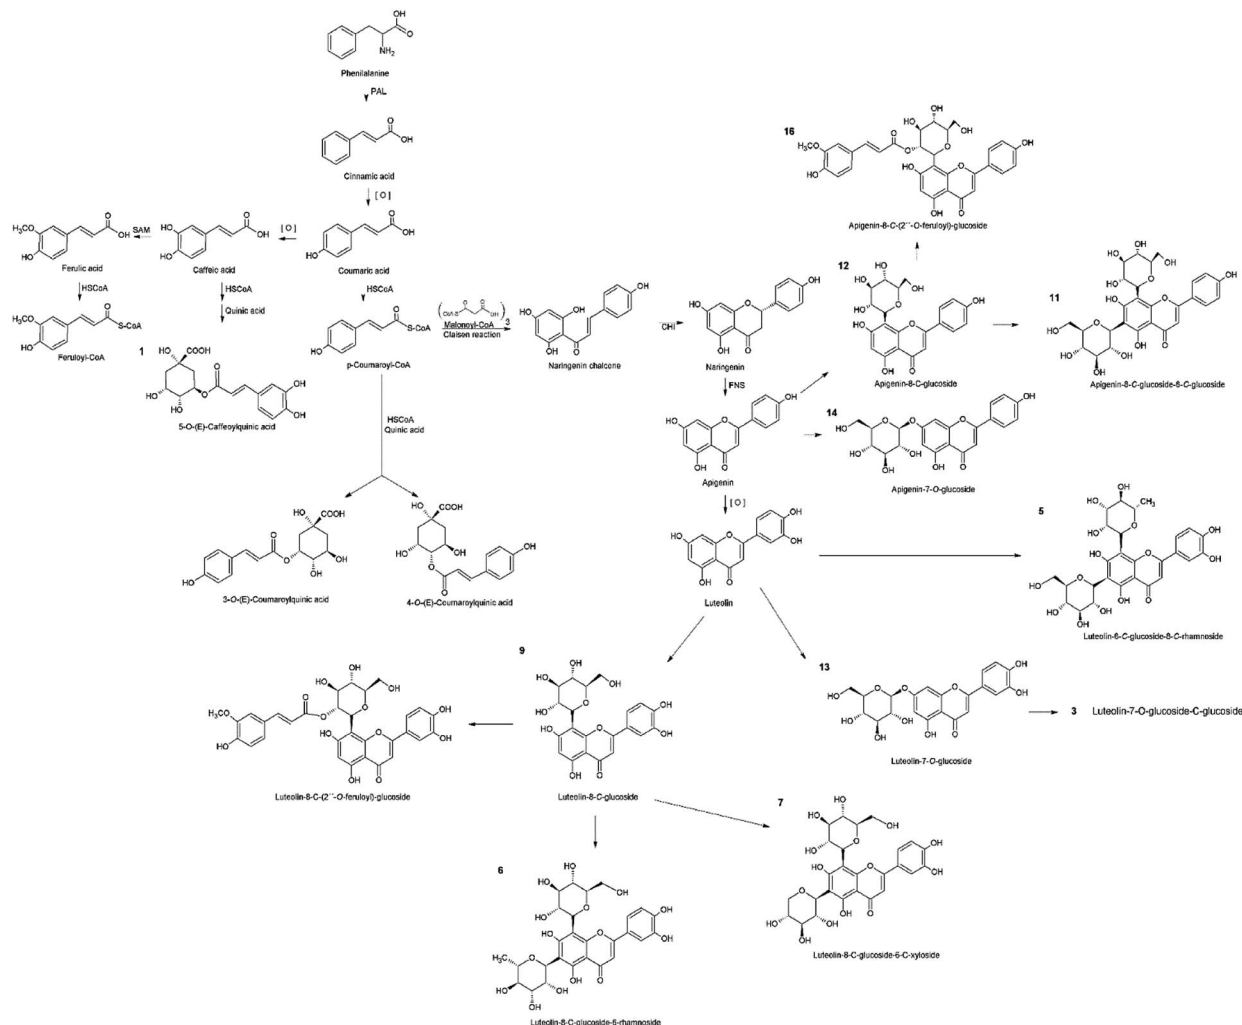 Phenilalanine
PAL
Cinnamic acid
[ O ]
Coumaric acid
[ O ]
Caffeic acid
SAM
Ferulic acid
HSCoA
Feruloyl-CoA
HSCoA
Quinic acid
1
5-O-(E)-Caffeoylquinic acid
HSCoA
p-Coumaroyl-CoA
Malonoyl-CoA
3
Claisen reaction
Naringenin chalcone
CHI
Naringenin
FNS
Apigenin
[ O ]
Luteolin
HSCoA
Quinic acid
3-O-(E)-Coumaroylquinic acid
4-O-(E)-Coumaroylquinic acid
16
Apigenin-8-C-(2´´-O-feruloyl)-glucoside
12
Apigenin-8-C-glucoside
11
Apigenin-8-C-glucoside-6-C-glucoside
14
Apigenin-7-O-glucoside
5
Luteolin-6-C-glucoside-8-C-rhamnoside
13
Luteolin-7-O-glucoside
3 Luteolin-7-O-glucoside-C-glucoside
9
Luteolin-8-C-glucoside
Luteolin-8-C-(2´´-O-feruloyl)-glucoside
7
Luteolin-8-C-glucoside-6-C-xyloside
6
Luteolin-8-C-glucoside-6-rhamnoside